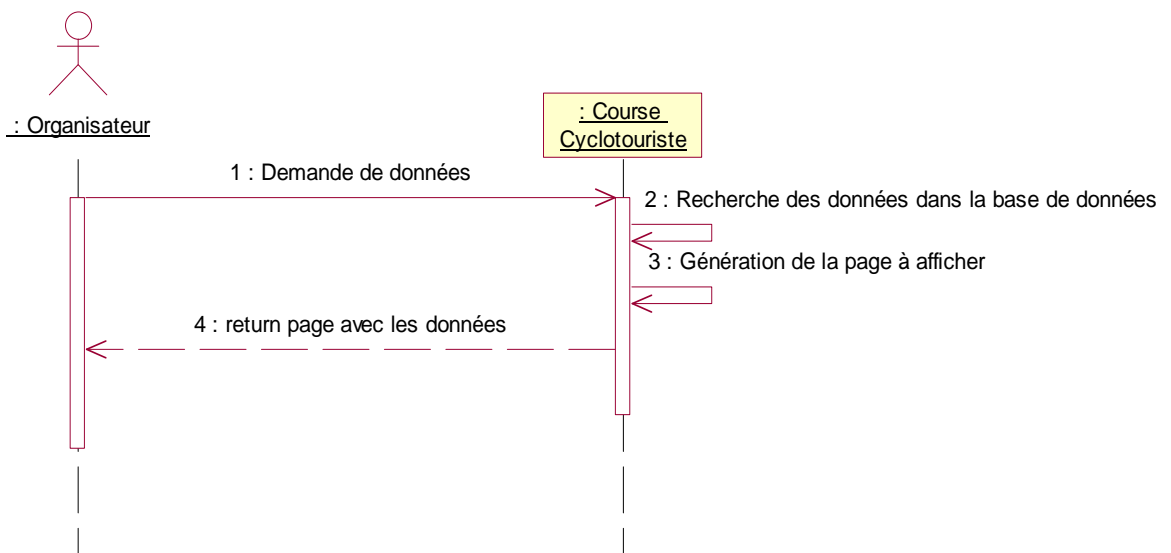 : Organisateur
: Course
Cyclotouriste
1 : Demande de données
2 : Recherche des données dans la base de données
3 : Génération de la page à afficher
4 : return page avec les données